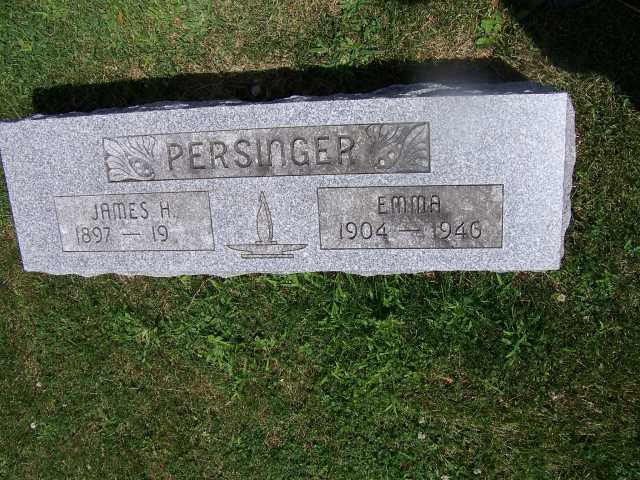 PERSINGER
JAMES H.
1897 — 19
EMMA
1904 — 1940